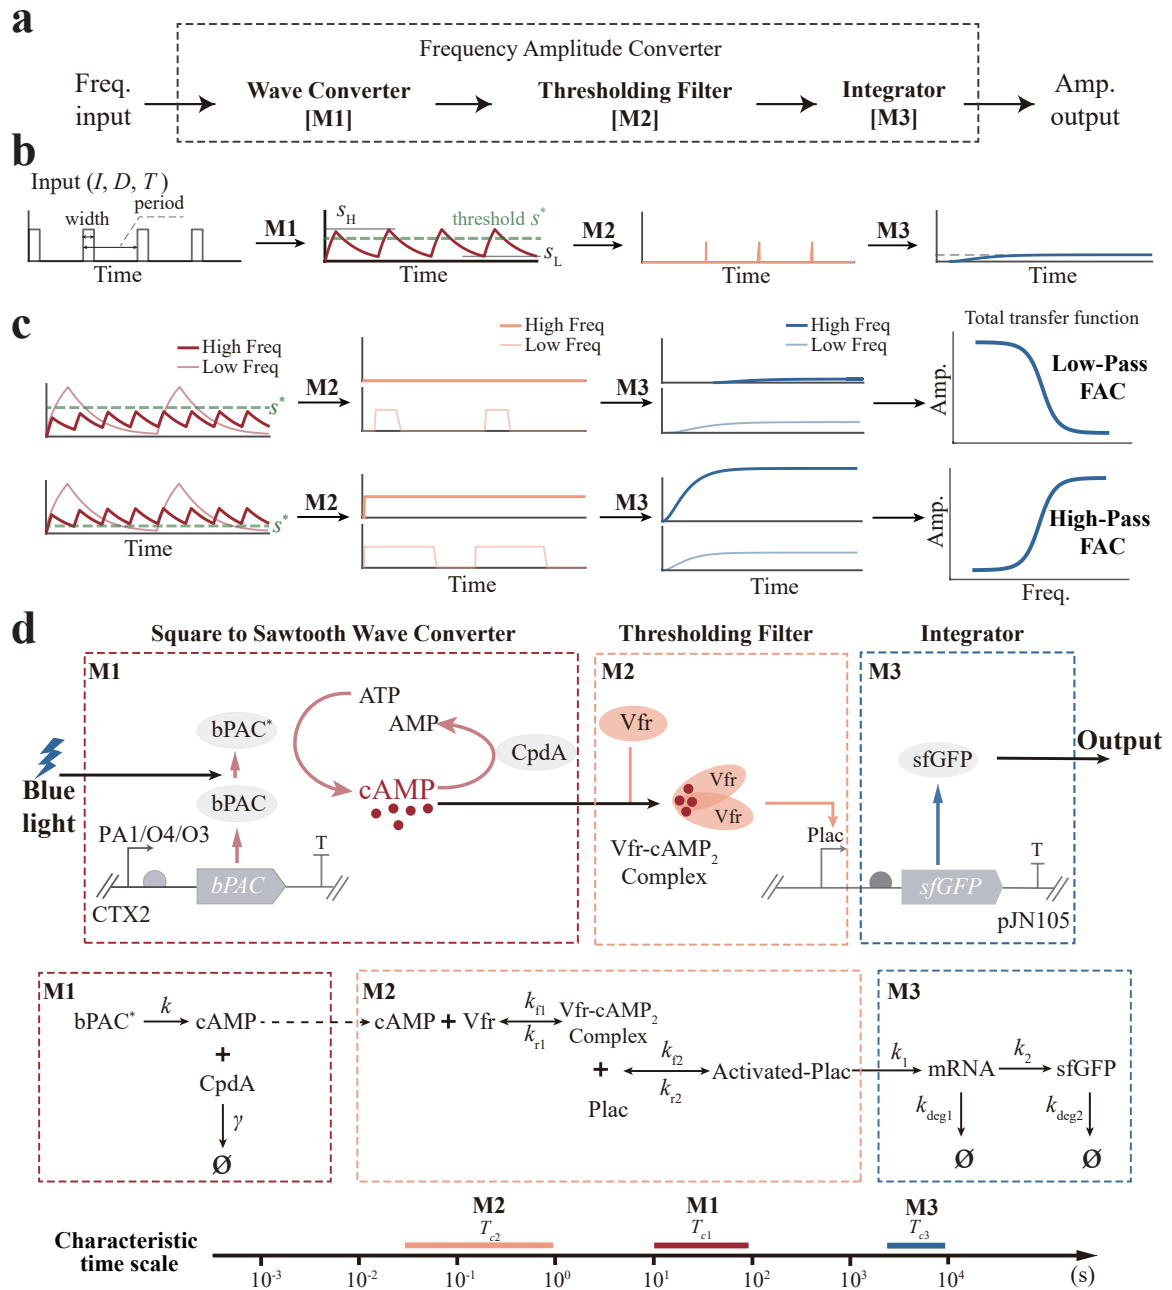 a
Frequency Amplitude Converter
Freq.
input
Wave Converter
[M1]
Thresholding Filter
[M2]
Integrator
[M3]
Amp.
output
b
Input (I, D, T )
width
period
Time
M1
sH
threshold s*
sL
Time
M2
Time
M3
Time
c
High Freq
Low Freq
s*
M2
High Freq
Low Freq
M3
High Freq
Low Freq
Total transfer function
Amp.
Low-Pass
FAC
s*
Time
M2
Time
M3
Time
Amp.
High-Pass
FAC
Freq.
d
Square to Sawtooth Wave Converter
Thresholding Filter
Integrator
M1
ATP
AMP
bPAC*
CpdA
Blue
light
bPAC
cAMP
PA1/O4/O3
T
bPAC
CTX2
M2
Vfr
Vfr
Vfr
Vfr-cAMP2
Complex
Plac
M3
sfGFP
Output
T
sfGFP
pJN105
M1
bPAC*
k
cAMP
+
CpdA
γ
Ø
M2
cAMP + Vfr
kf1
kr1
Vfr-cAMP2
Complex
+
Plac
kf2
kr2
Activated-Plac
M3
k1
mRNA
k2
sfGFP
kdeg1
kdeg2
Ø
Ø
Characteristic
time scale
M2
Tc2
M1
Tc1
M3
Tc3
10-3
10-2
10-1
100
101
102
103
104
(s)